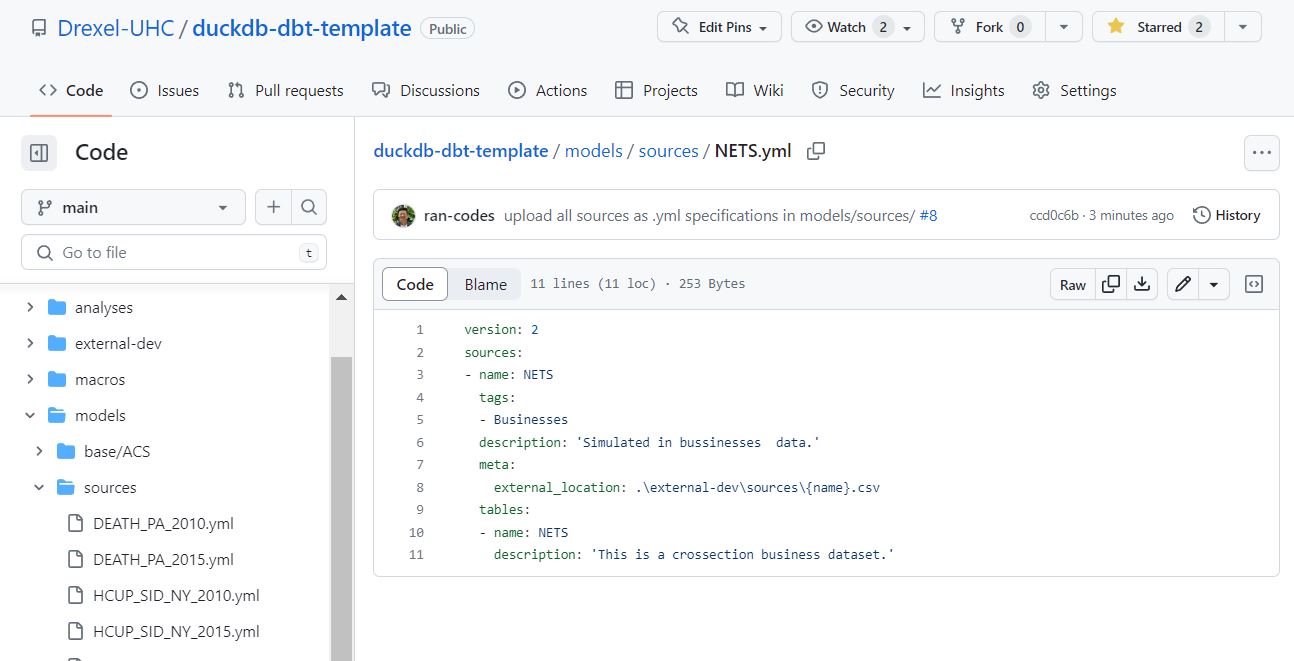 Drexel-UHC / duckdb-dbt-template Public
Edit Pins Watch 2 Fork 0 Starred 2
Code Issues Pull requests Discussions Actions Projects Wiki Security Insights Settings
Code
main
Go to file t
analyses
external-dev
macros
models
base/ACS
sources
DEATH_PA_2010.yml
DEATH_PA_2015.yml
HCUP_SID_NY_2010.yml
HCUP_SID_NY_2015.yml
duckdb-dbt-template / models / sources / NETS.yml
ran-codes upload all sources as .yml specifications in models/sources/ #8 ccd0c6b · 3 minutes ago History
Code Blame 11 lines (11 loc) · 253 Bytes Raw
1 version: 2
2 sources:
3 - name: NETS
4 tags:
5 - Businesses
6 description: 'Simulated in bussinesses  data.'
7 meta:
8 external_location: .\external-dev\sources\{name}.csv
9 tables:
10 - name: NETS
11 description: 'This is a crossection business dataset.'